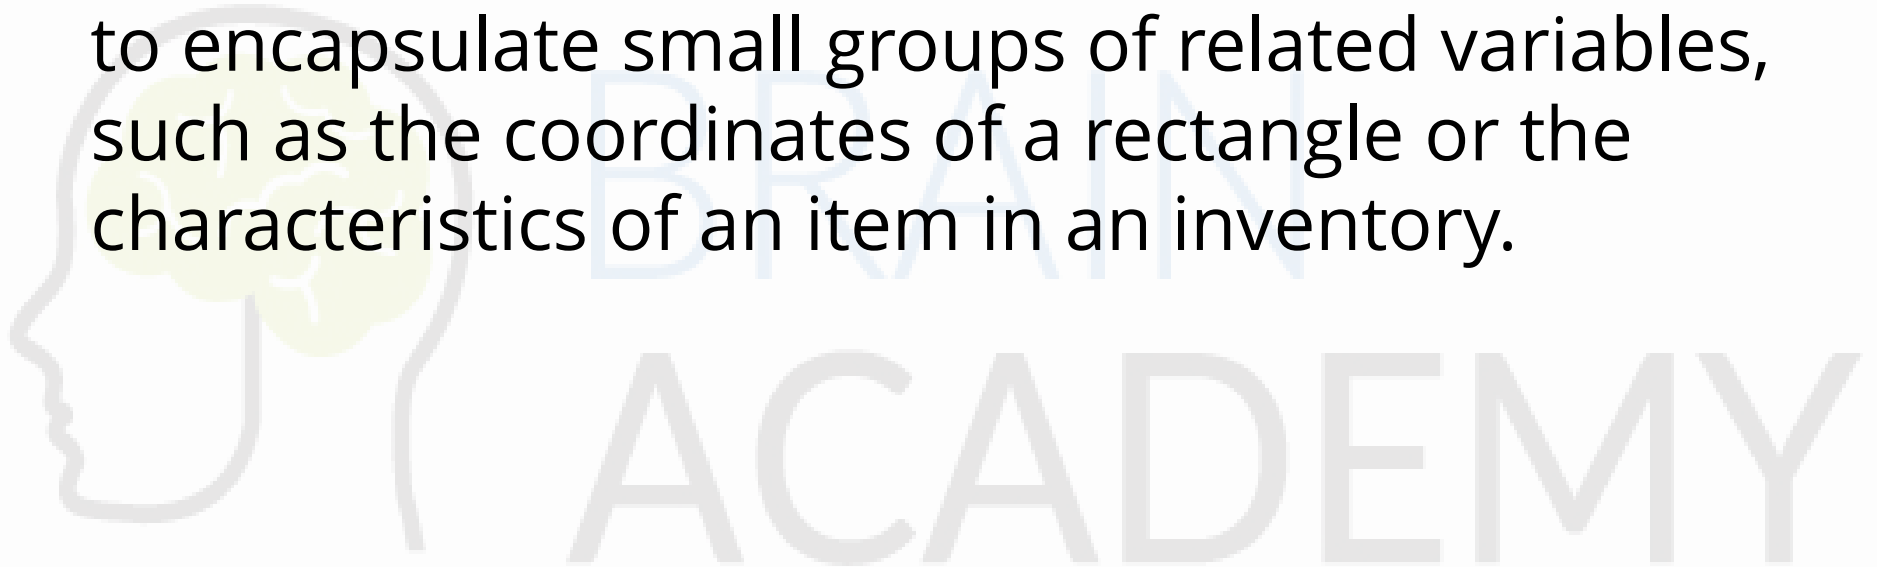 to encapsulate small groups of related variables,
such as the coordinates of a rectangle or the
characteristics of an item in an inventory.
BRAIN
ACADEMY